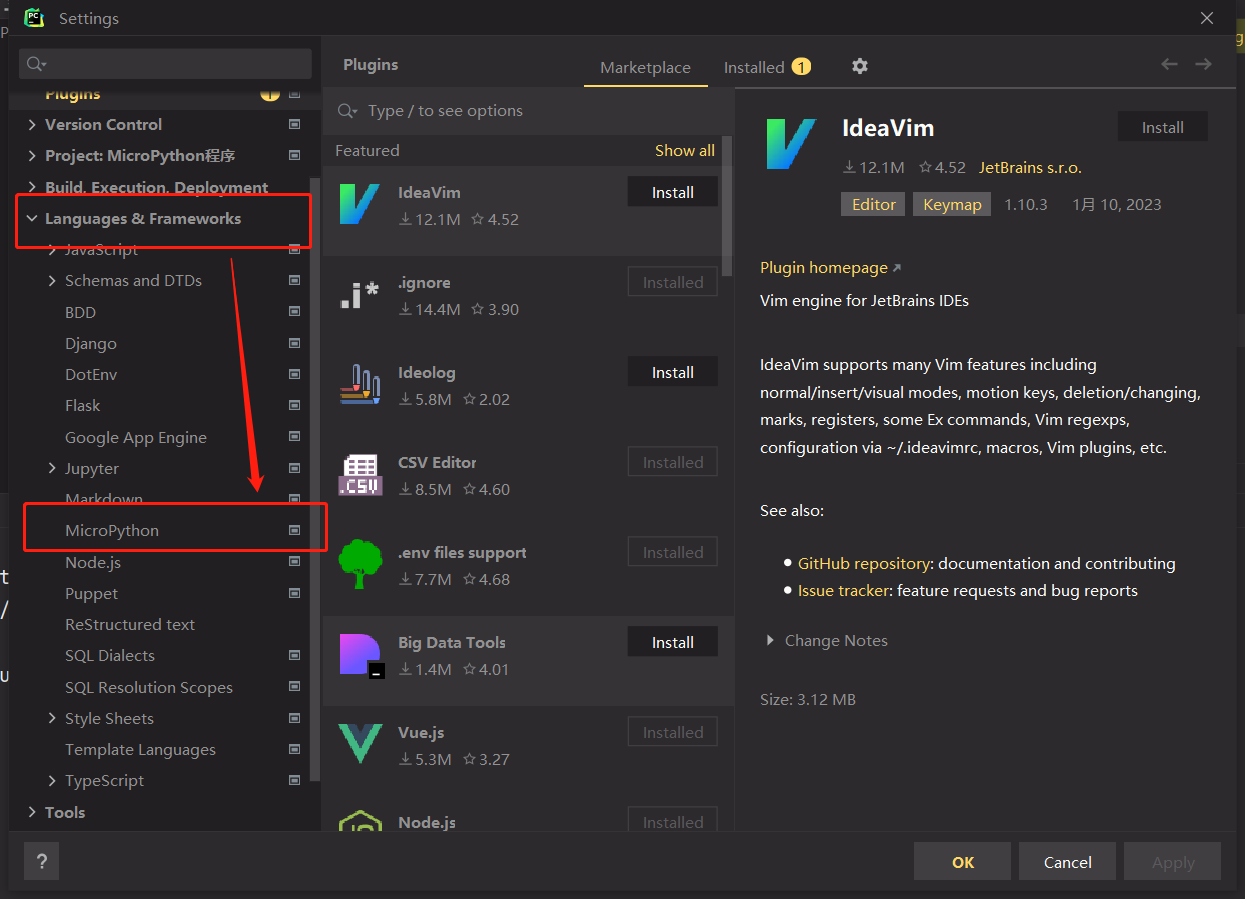 Settings
Plugins
Version Control
Project: MicroPython程序
Build, Execution, Deployment
Languages & Frameworks
JavaScript
Schemas and DTDs
BDD
Django
DotEnv
Flask
Google App Engine
Jupyter
Markdown
MicroPython
Node.js
Puppet
ReStructured text
SQL Dialects
SQL Resolution Scopes
Style Sheets
Template Languages
TypeScript
Tools
?
Plugins
Marketplace
Installed 1
Type / to see options
Featured Show all
IdeaVim Install
12.1M 4.52
.ignore Installed
14.4M 3.90
Ideolog Install
5.8M 2.02
CSV Editor Installed
8.5M 4.60
.env files support Installed
7.7M 4.68
Big Data Tools Install
1.4M 4.01
Vue.js Installed
5.3M 3.27
Node.js Installed
IdeaVim Install
12.1M 4.52 JetBrains s.r.o.
Editor Keymap 1.10.3 1月 10, 2023
Plugin homepage
Vim engine for JetBrains IDEs
IdeaVim supports many Vim features including
normal/insert/visual modes, motion keys, deletion/changing,
marks, registers, some Ex commands, Vim regexps,
configuration via ~/.ideavimrc, macros, Vim plugins, etc.
See also:
GitHub repository: documentation and contributing
Issue tracker: feature requests and bug reports
Change Notes
Size: 3.12 MB
OK Cancel Apply